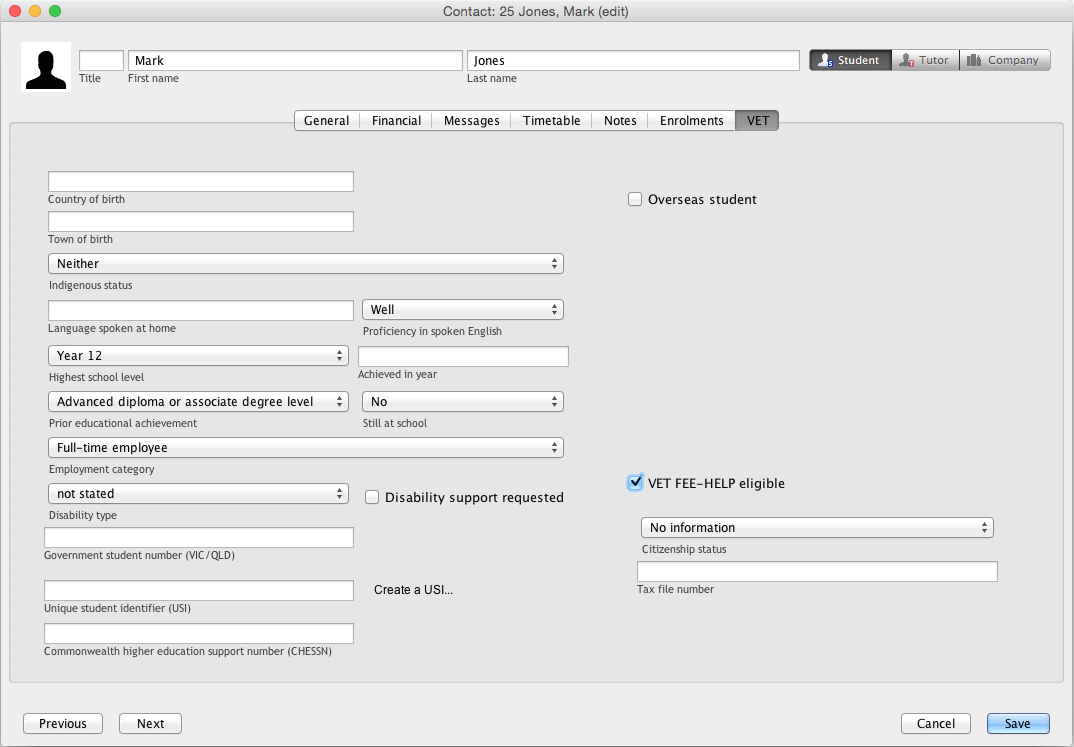 Contact: 25 Jones, Mark (edit)
Mark Jones Student Tutor Company
Title First name Last name
General Financial Messages Timetable Notes Enrolments VET
Country of birth
Overseas student
Town of birth
Neither
Indigenous status
Well
Language spoken at home Proficiency in spoken English
Year 12
Highest school level Achieved in year
Advanced diploma or associate degree level No
Prior educational achievement Still at school
Full-time employee
Employment category
VET FEE-HELP eligible
not stated Disability support requested
Disability type
No information
Citizenship status
Government student number (VIC/QLD)
Tax file number
Create a USI...
Unique student identifier (USI)
Commonwealth higher education support number (CHESSN)
Previous Next Cancel Save